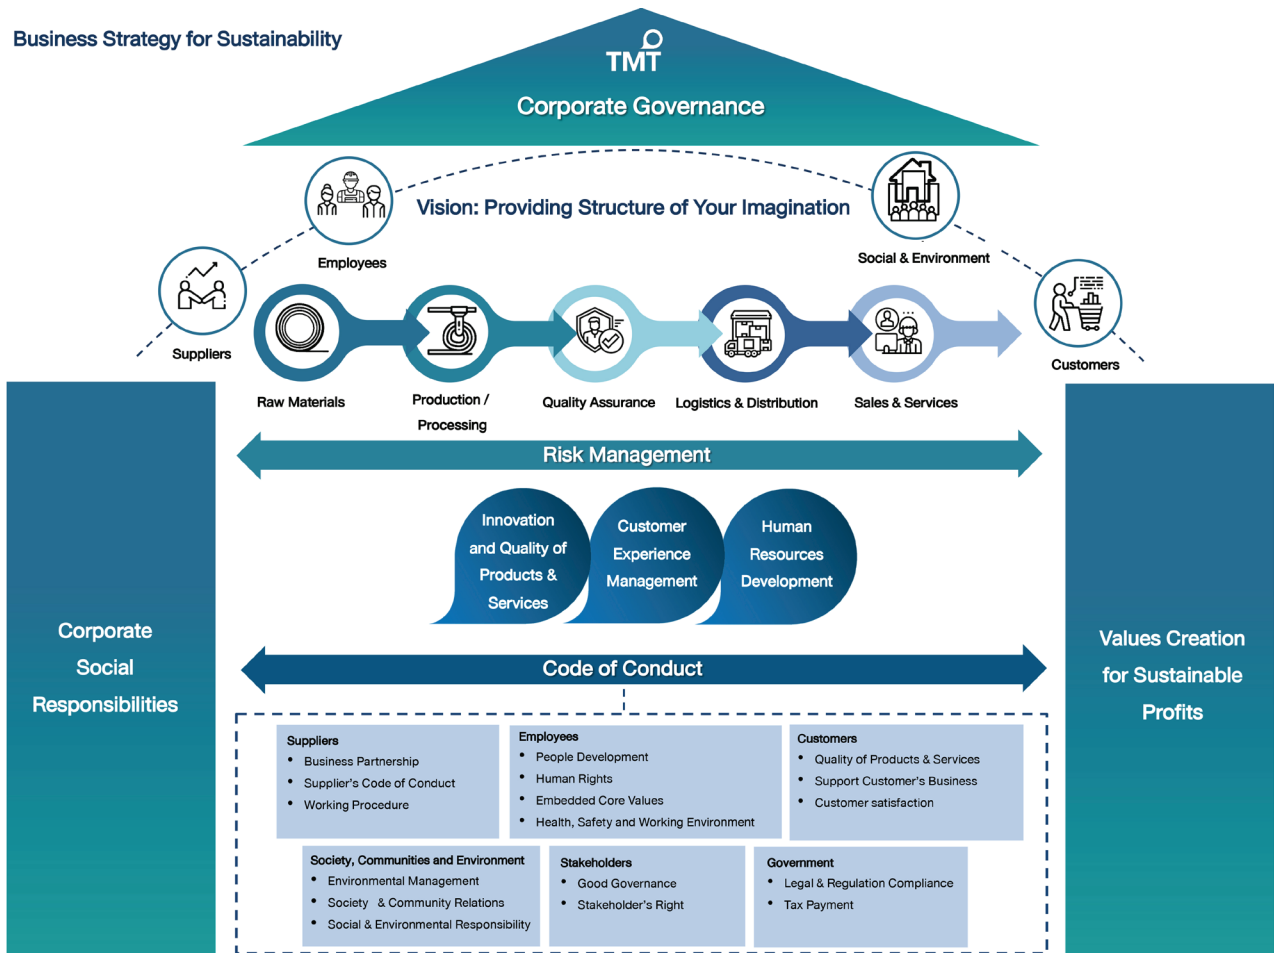 Business Strategy for Sustainability
TMT
Corporate Governance
Vision: Providing Structure of Your Imagination
Employees
Social & Environment
Suppliers
Customers
Raw Materials
Production /
Processing
Quality Assurance
Logistics & Distribution
Sales & Services
Risk Management
Innovation
and Quality of
Products &
Services
Customer
Experience
Management
Human
Resources
Development
Corporate
Social
Responsibilities
Values Creation
for Sustainable
Profits
Code of Conduct
Suppliers
• Business Partnership
• Supplier's Code of Conduct
• Working Procedure
Employees
• People Development
• Human Rights
• Embedded Core Values
• Health, Safety and Working Environment
Customers
• Quality of Products & Services
• Support Customer's Business
• Customer satisfaction
Society, Communities and Environment
• Environmental Management
• Society & Community Relations
• Social & Environmental Responsibility
Stakeholders
• Good Governance
• Stakeholder's Right
Government
• Legal & Regulation Compliance
• Tax Payment